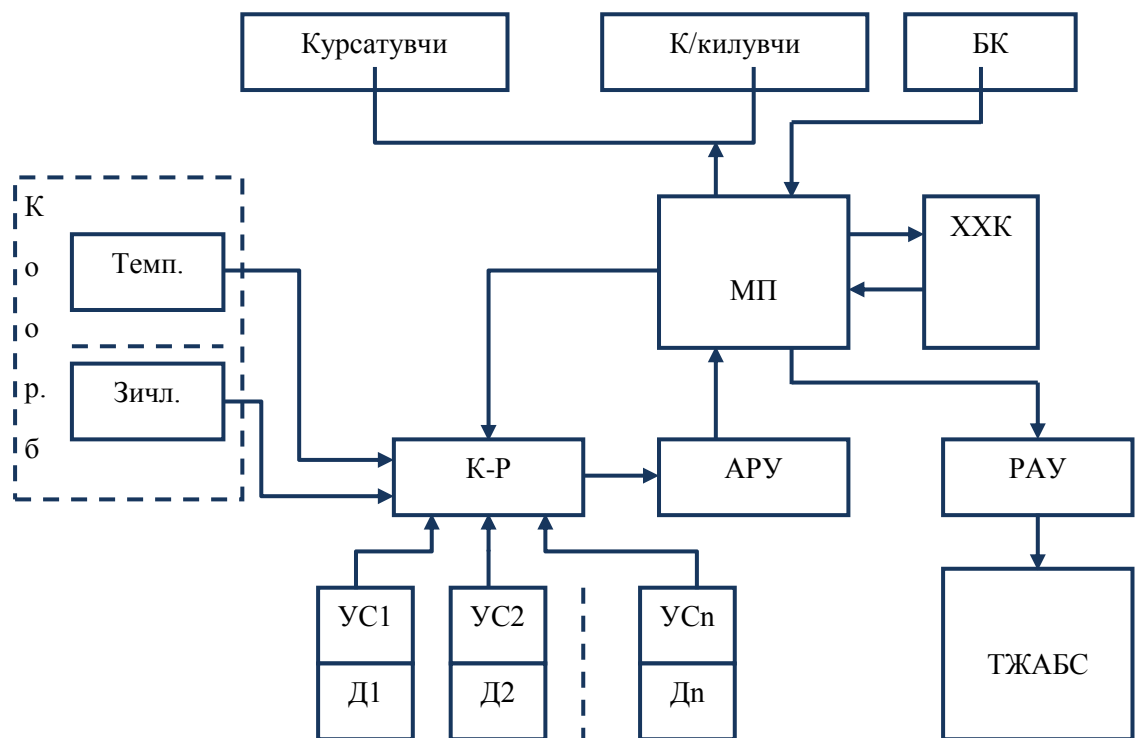 Курсатувчи
К/килувчи
БК
К
о
о
р.
б
Темп.
Зичл.
МП
ХХК
К-Р
АРУ
РАУ
УС1
УС2
УСn
Д1
Д2
Дn
ТЖАБС